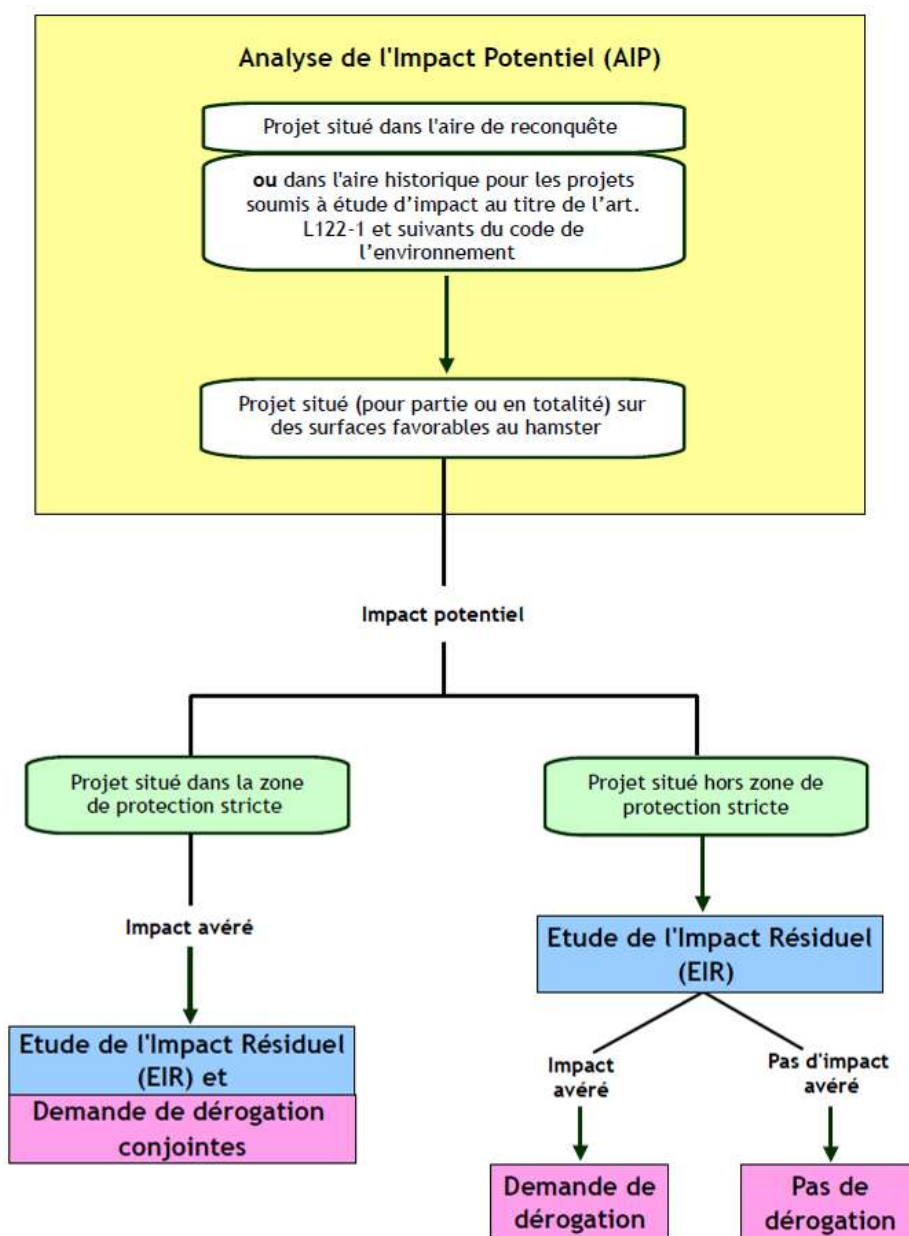 Analyse de l'Impact Potentiel (AIP)
Projet situé dans l'aire de reconquête
ou dans l'aire historique pour les projets
soumis à étude d’impact au titre de l’art.
L122-1 et suivants du code de
l’environnement
Projet situé (pour partie ou en totalité) sur
des surfaces favorables au hamster
Impact potentiel
Projet situé dans la zone
de protection stricte
Impact avéré
Etude de l'Impact Résiduel
(EIR) et
Demande de dérogation
conjointes
Projet situé hors zone de
protection stricte
Etude de l'Impact Résiduel
(EIR)
Impact
avéré
Demande de
dérogation
Pas d'impact
avéré
Pas de
dérogation